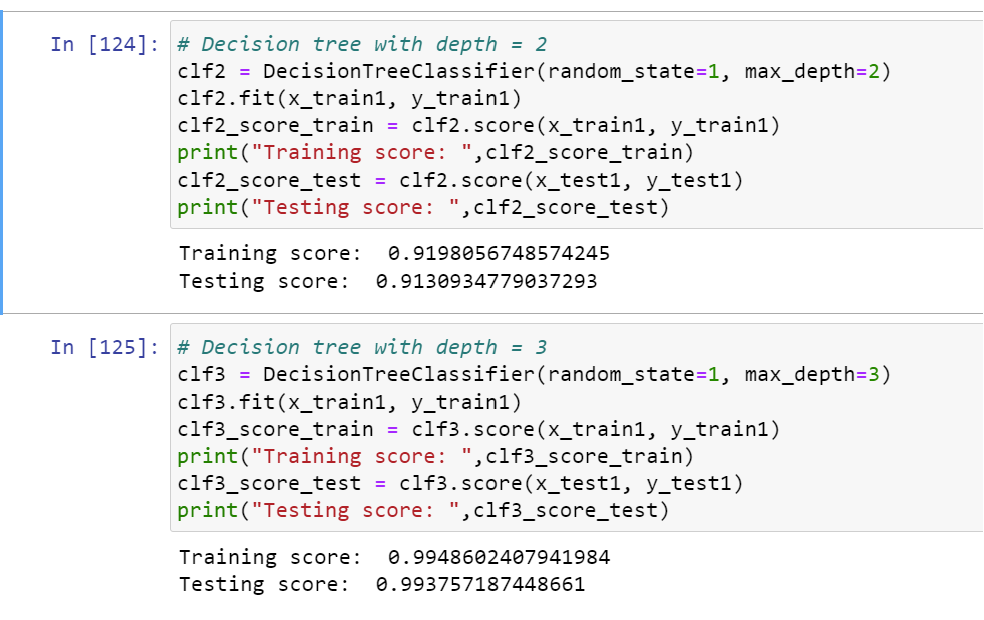 In [124]: # Decision tree with depth = 2
clf2 = DecisionTreeClassifier(random_state=1, max_depth=2)
clf2.fit(x_train1, y_train1)
clf2_score_train = clf2.score(x_train1, y_train1)
print("Training score: ",clf2_score_train)
clf2_score_test = clf2.score(x_test1, y_test1)
print("Testing score: ",clf2_score_test)
Training score:  0.9198056748574245
Testing score:  0.9130934779037293
In [125]: # Decision tree with depth = 3
clf3 = DecisionTreeClassifier(random_state=1, max_depth=3)
clf3.fit(x_train1, y_train1)
clf3_score_train = clf3.score(x_train1, y_train1)
print("Training score: ",clf3_score_train)
clf3_score_test = clf3.score(x_test1, y_test1)
print("Testing score: ",clf3_score_test)
Training score:  0.9948602407941984
Testing score:  0.993757187448661